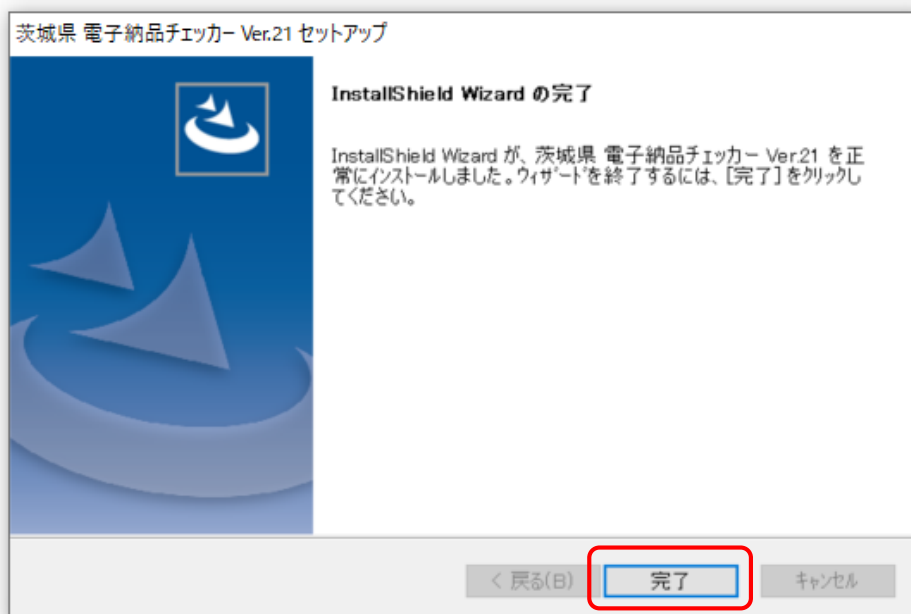 茨城県 電子納品チェッカー Ver.21 セットアップ
InstallShield Wizard の完了
InstallShield Wizard が、茨城県 電子納品チェッカー Ver.21 を正
常にインストールしました。ウィザードを終了するには、[完了]をクリックし
てください。
< 戻る(B)
完了
キャンセル